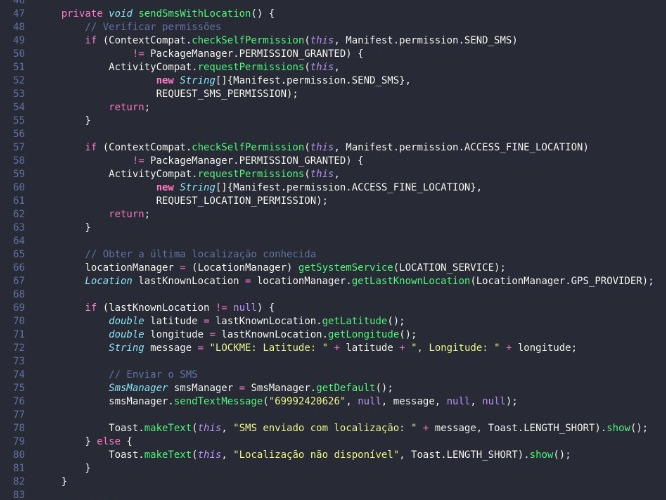 47 private void sendSmsWithLocation() {
48 // Verificar permissões
49 if (ContextCompat.checkSelfPermission(this, Manifest.permission.SEND_SMS)
50 != PackageManager.PERMISSION_GRANTED) {
51 ActivityCompat.requestPermissions(this,
52 new String[]{Manifest.permission.SEND_SMS},
53 REQUEST_SMS_PERMISSION);
54 return;
55 }
56
57 if (ContextCompat.checkSelfPermission(this, Manifest.permission.ACCESS_FINE_LOCATION)
58 != PackageManager.PERMISSION_GRANTED) {
59 ActivityCompat.requestPermissions(this,
60 new String[]{Manifest.permission.ACCESS_FINE_LOCATION},
61 REQUEST_LOCATION_PERMISSION);
62 return;
63 }
64
65 // Obter a última localização conhecida
66 locationManager = (LocationManager) getSystemService(LOCATION_SERVICE);
67 Location lastKnownLocation = locationManager.getLastKnownLocation(LocationManager.GPS_PROVIDER);
68
69 if (lastKnownLocation != null) {
70 double latitude = lastKnownLocation.getLatitude();
71 double longitude = lastKnownLocation.getLongitude();
72 String message = "LOCKME: Latitude: " + latitude + ", Longitude: " + longitude;
73
74 // Enviar o SMS
75 SmsManager smsManager = SmsManager.getDefault();
76 smsManager.sendTextMessage("69992420626", null, message, null, null);
77
78 Toast.makeText(this, "SMS enviado com localização: " + message, Toast.LENGTH_SHORT).show();
79 } else {
80 Toast.makeText(this, "Localização não disponível", Toast.LENGTH_SHORT).show();
81 }
82 }
83